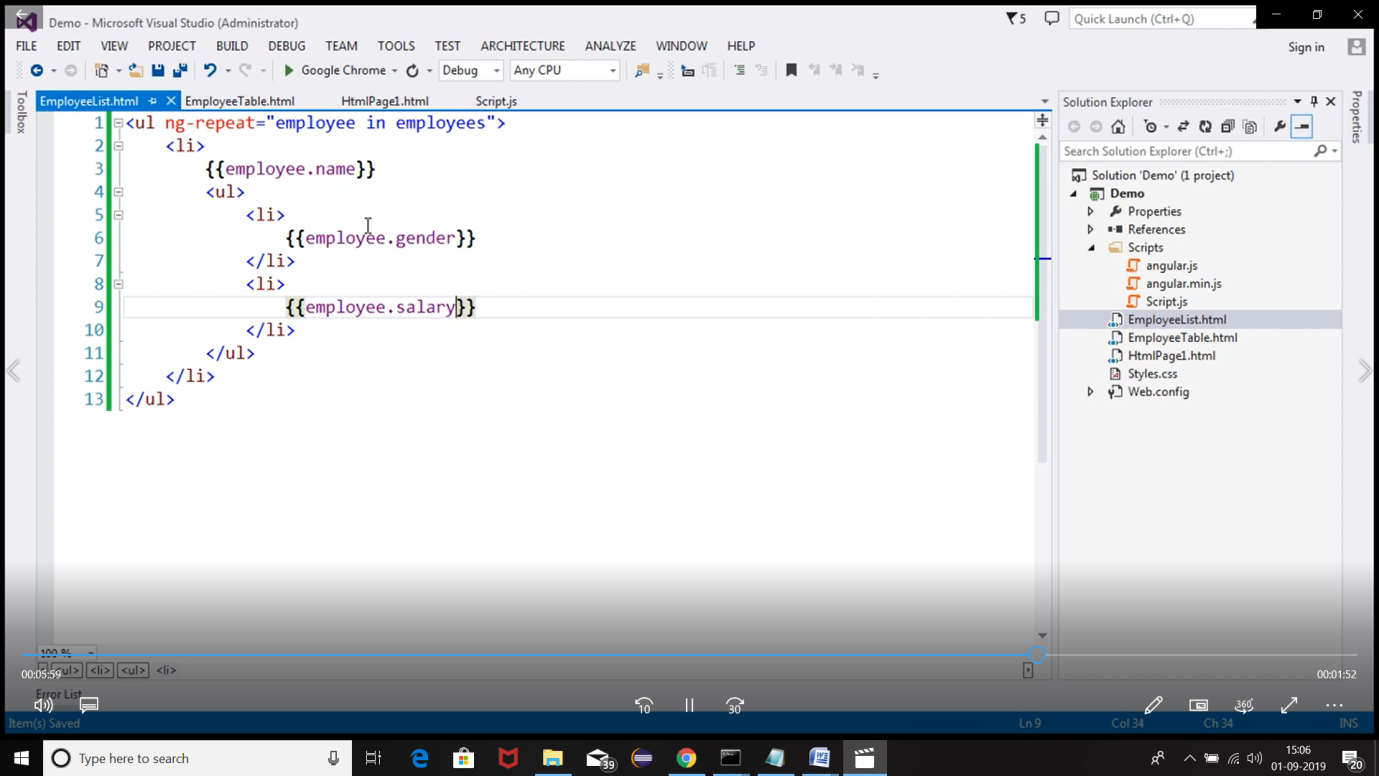 Demo - Microsoft Visual Studio (Administrator)
5
Quick Launch (Ctrl+Q)
FILE EDIT VIEW PROJECT BUILD DEBUG TEAM TOOLS TEST ARCHITECTURE ANALYZE WINDOW HELP
Sign in
Google Chrome
Debug
Any CPU
Toolbox
EmployeeList.html
EmployeeTable.html
HtmlPage1.html
Script.js
1 <ul ng-repeat="employee in employees">
2 <li>
3 {{employee.name}}
4 <ul>
5 <li>
6 {{employee.gender}}
7 </li>
8 <li>
9 {{employee.salary}}
10 </li>
11 </ul>
12 </li>
13 </ul>
Solution Explorer
Search Solution Explorer (Ctrl+;)
Solution 'Demo' (1 project)
Demo
Properties
References
Scripts
angular.js
angular.min.js
Script.js
EmployeeList.html
EmployeeTable.html
HtmlPage1.html
Styles.css
Web.config
Properties
100 %
<ul> <li> <ul> <li>
00:05:59
00:01:52
Error List
10
30
360°
Item(s) Saved
Ln 9
Col 34
Ch 34
INS
Type here to search
39
15:06
01-09-2019
20